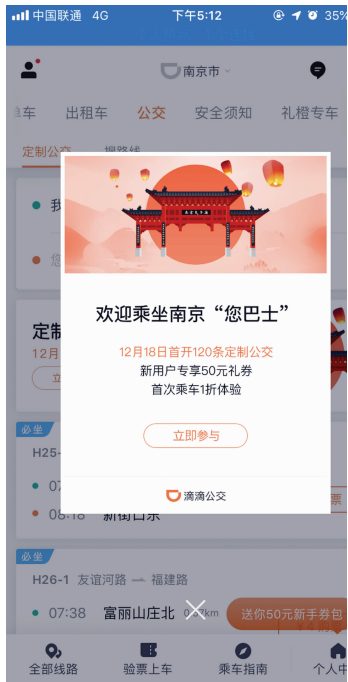 中国联通 4G 下午5:12 35%
南京市
出租车 公交 安全须知 礼橙专车
定制公交
定制
12月
欢迎乘坐南京“您巴士”
12月18日首开120条定制公交
新用户专享50元礼券
首次乘车1折体验
立即参与
滴滴公交
必坐
H25-
08:18 新街口东
必坐
H26-1 友谊河路 福建路
07:38 富丽山庄北
送你50元新手券包
全部线路 验票上车 乘车指南 个人中